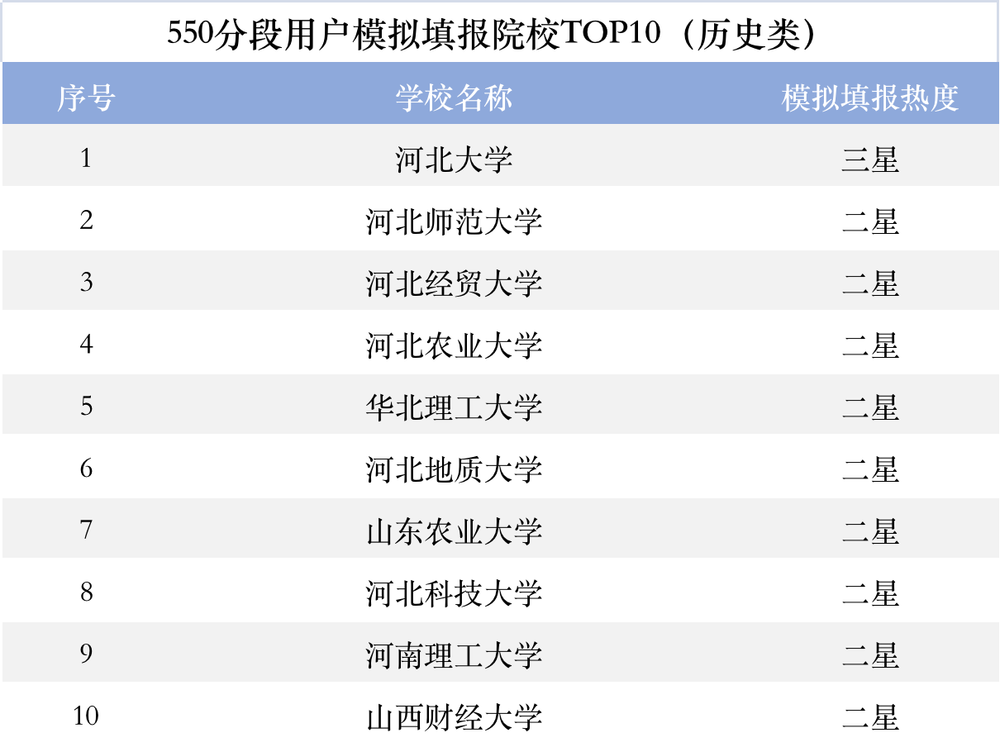 550分段用户模拟填报院校TOP10（历史类）
序号 学校名称 模拟填报热度
1 河北大学 三星
2 河北师范大学 二星
3 河北经贸大学 二星
4 河北农业大学 二星
5 华北理工大学 二星
6 河北地质大学 二星
7 山东农业大学 二星
8 河北科技大学 二星
9 河南理工大学 二星
10 山西财经大学 二星